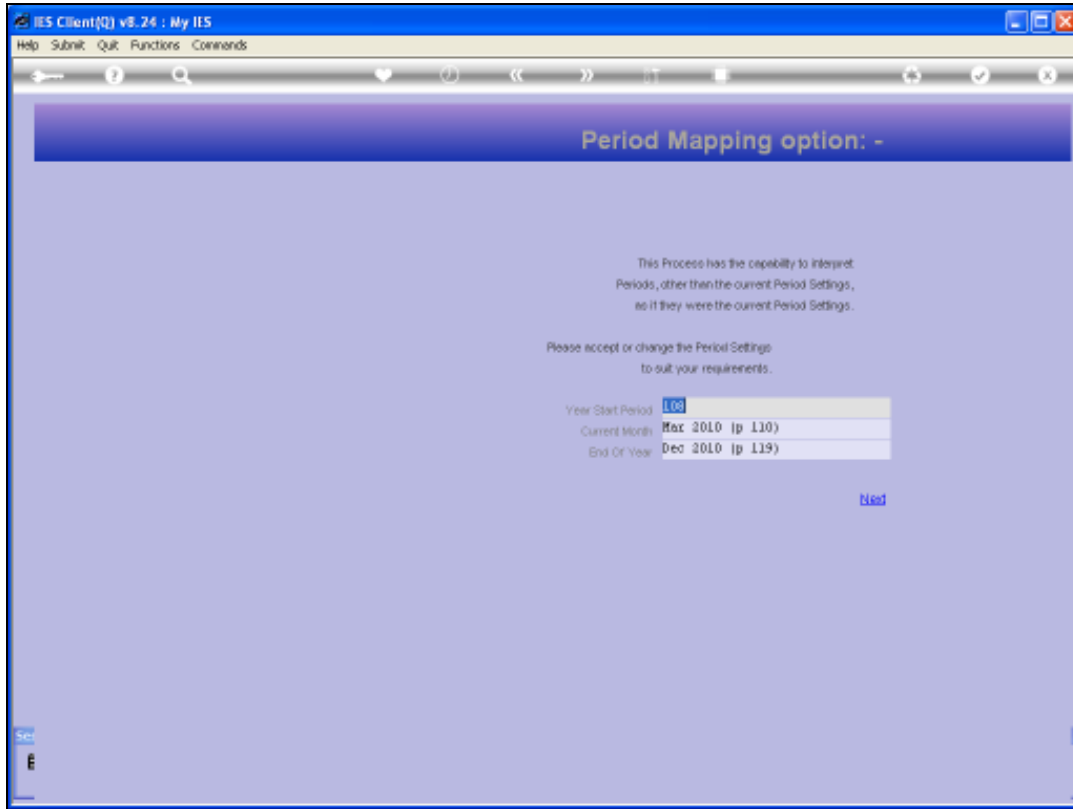 IES Client(Q) v8.24 : My IES
Help Submit Quit Functions Commands
Period Mapping option: -
This Process has the capability to interpret
Periods, other than the current Period Settings,
as if they were the current Period Settings.
Please accept or change the Period Settings
to suit your requirements.
Year Start Period 108
Current Month Mar 2010 (p 110)
End Of Year Dec 2010 (p 119)
Next
Ses